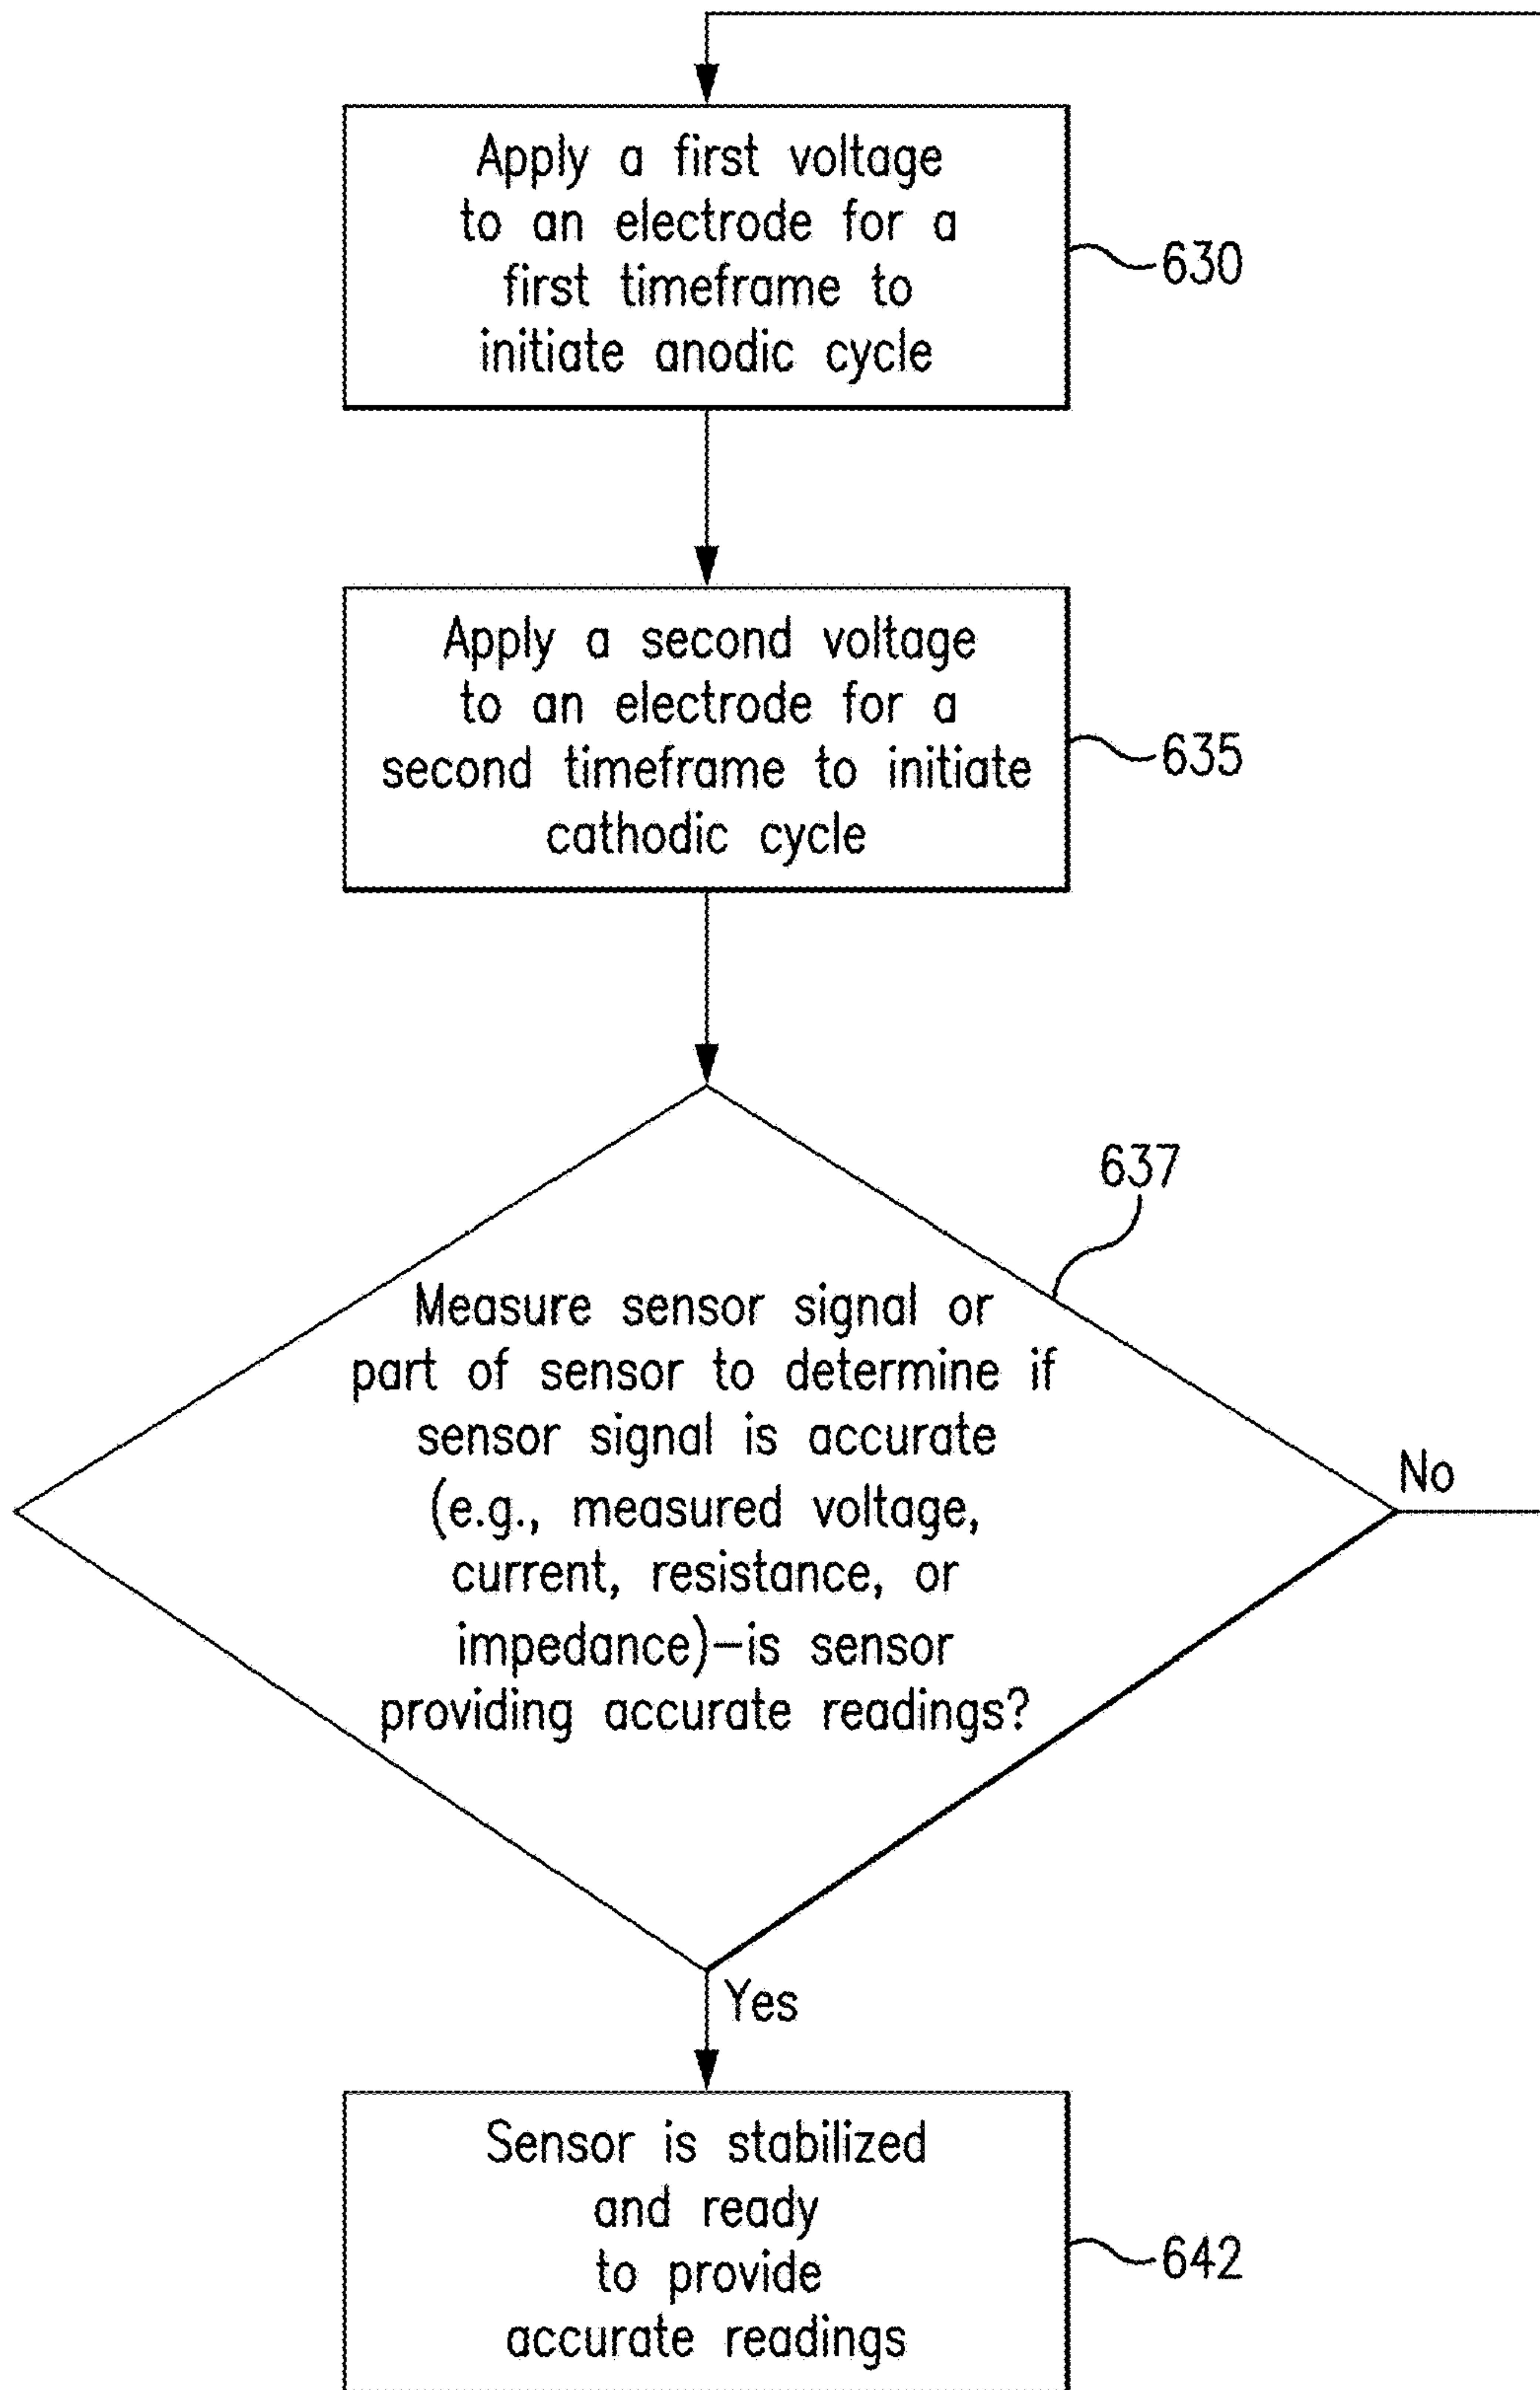 Apply a first voltage
to an electrode for a
first timeframe to
initiate anodic cycle
630
Apply a second voltage
to an electrode for a
second timeframe to initiate
cathodic cycle
635
637
Measure sensor signal or
part of sensor to determine if
sensor signal is accurate
(e.g., measured voltage,
current, resistance, or
impedance)–is sensor
providing accurate readings?
No
Yes
Sensor is stabilized
and ready
to provide
accurate readings
642